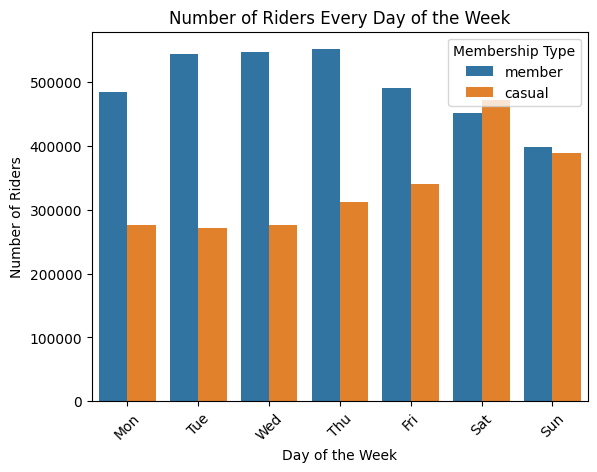 Number of Riders Every Day of the Week
Membership Type
member
casual
Number of Riders
500000
400000
300000
200000
100000
0
Mon
Tue
Wed
Thu
Fri
Sat
Sun
Day of the Week